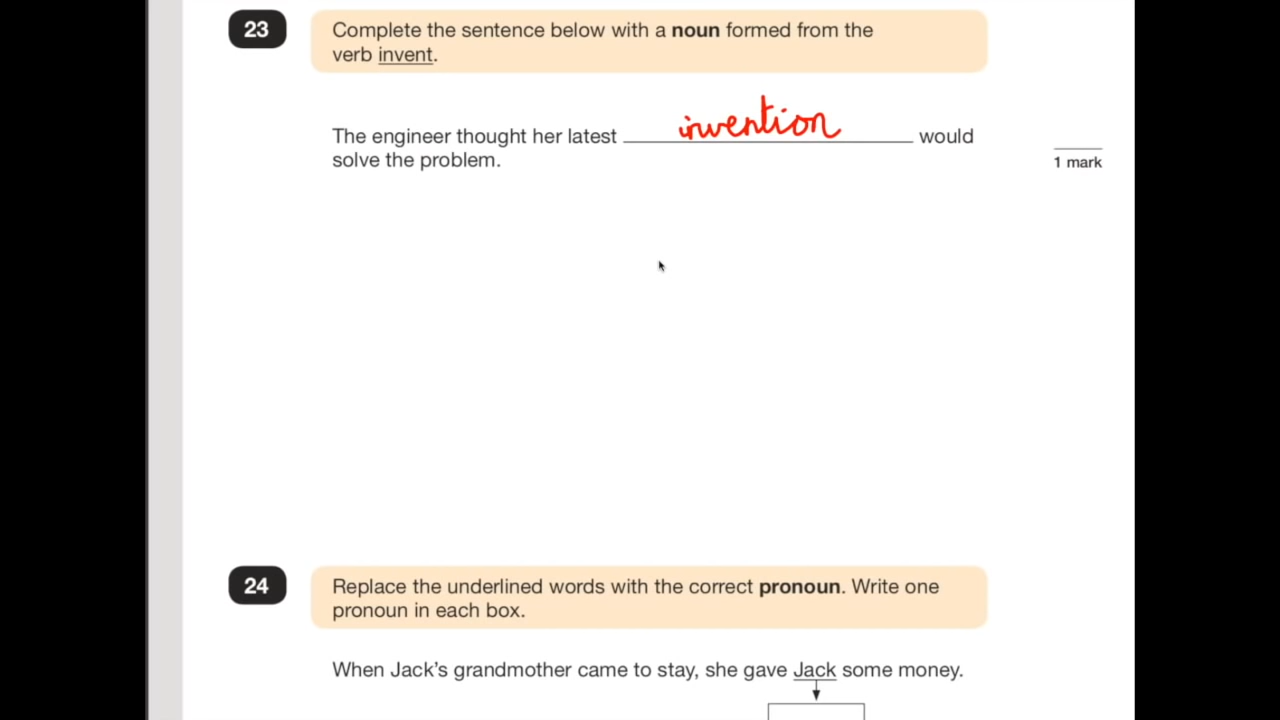 23
Complete the sentence below with a noun formed from the
verb invent.
The engineer thought her latest invention would
solve the problem.
1 mark
24
Replace the underlined words with the correct pronoun. Write one
pronoun in each box.
When Jack's grandmother came to stay, she gave Jack some money.